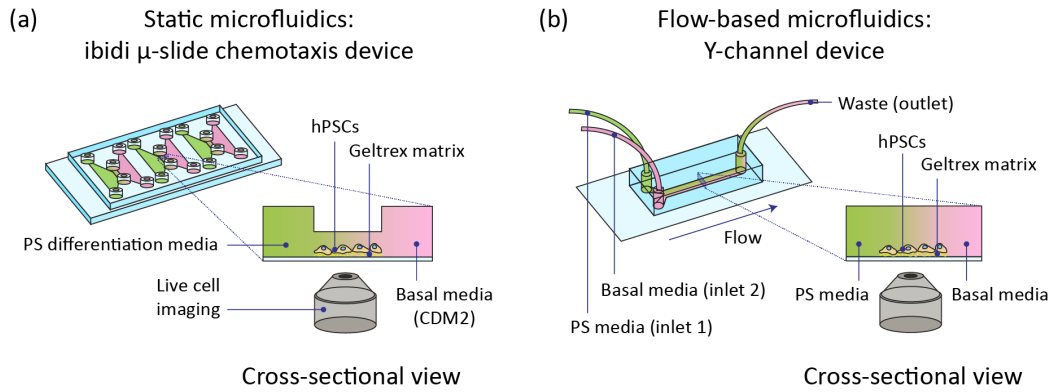 (a)
Static microfluidics:
ibidi μ-slide chemotaxis device
hPSCs
Geltrex matrix
PS differentiation media
Live cell
imaging
Basal media
(CDM2)
Cross-sectional view
(b)
Flow-based microfluidics:
Y-channel device
Waste (outlet)
hPSCs
Geltrex matrix
Flow
Basal media (inlet 2)
PS media (inlet 1)
PS media
Basal media
Cross-sectional view